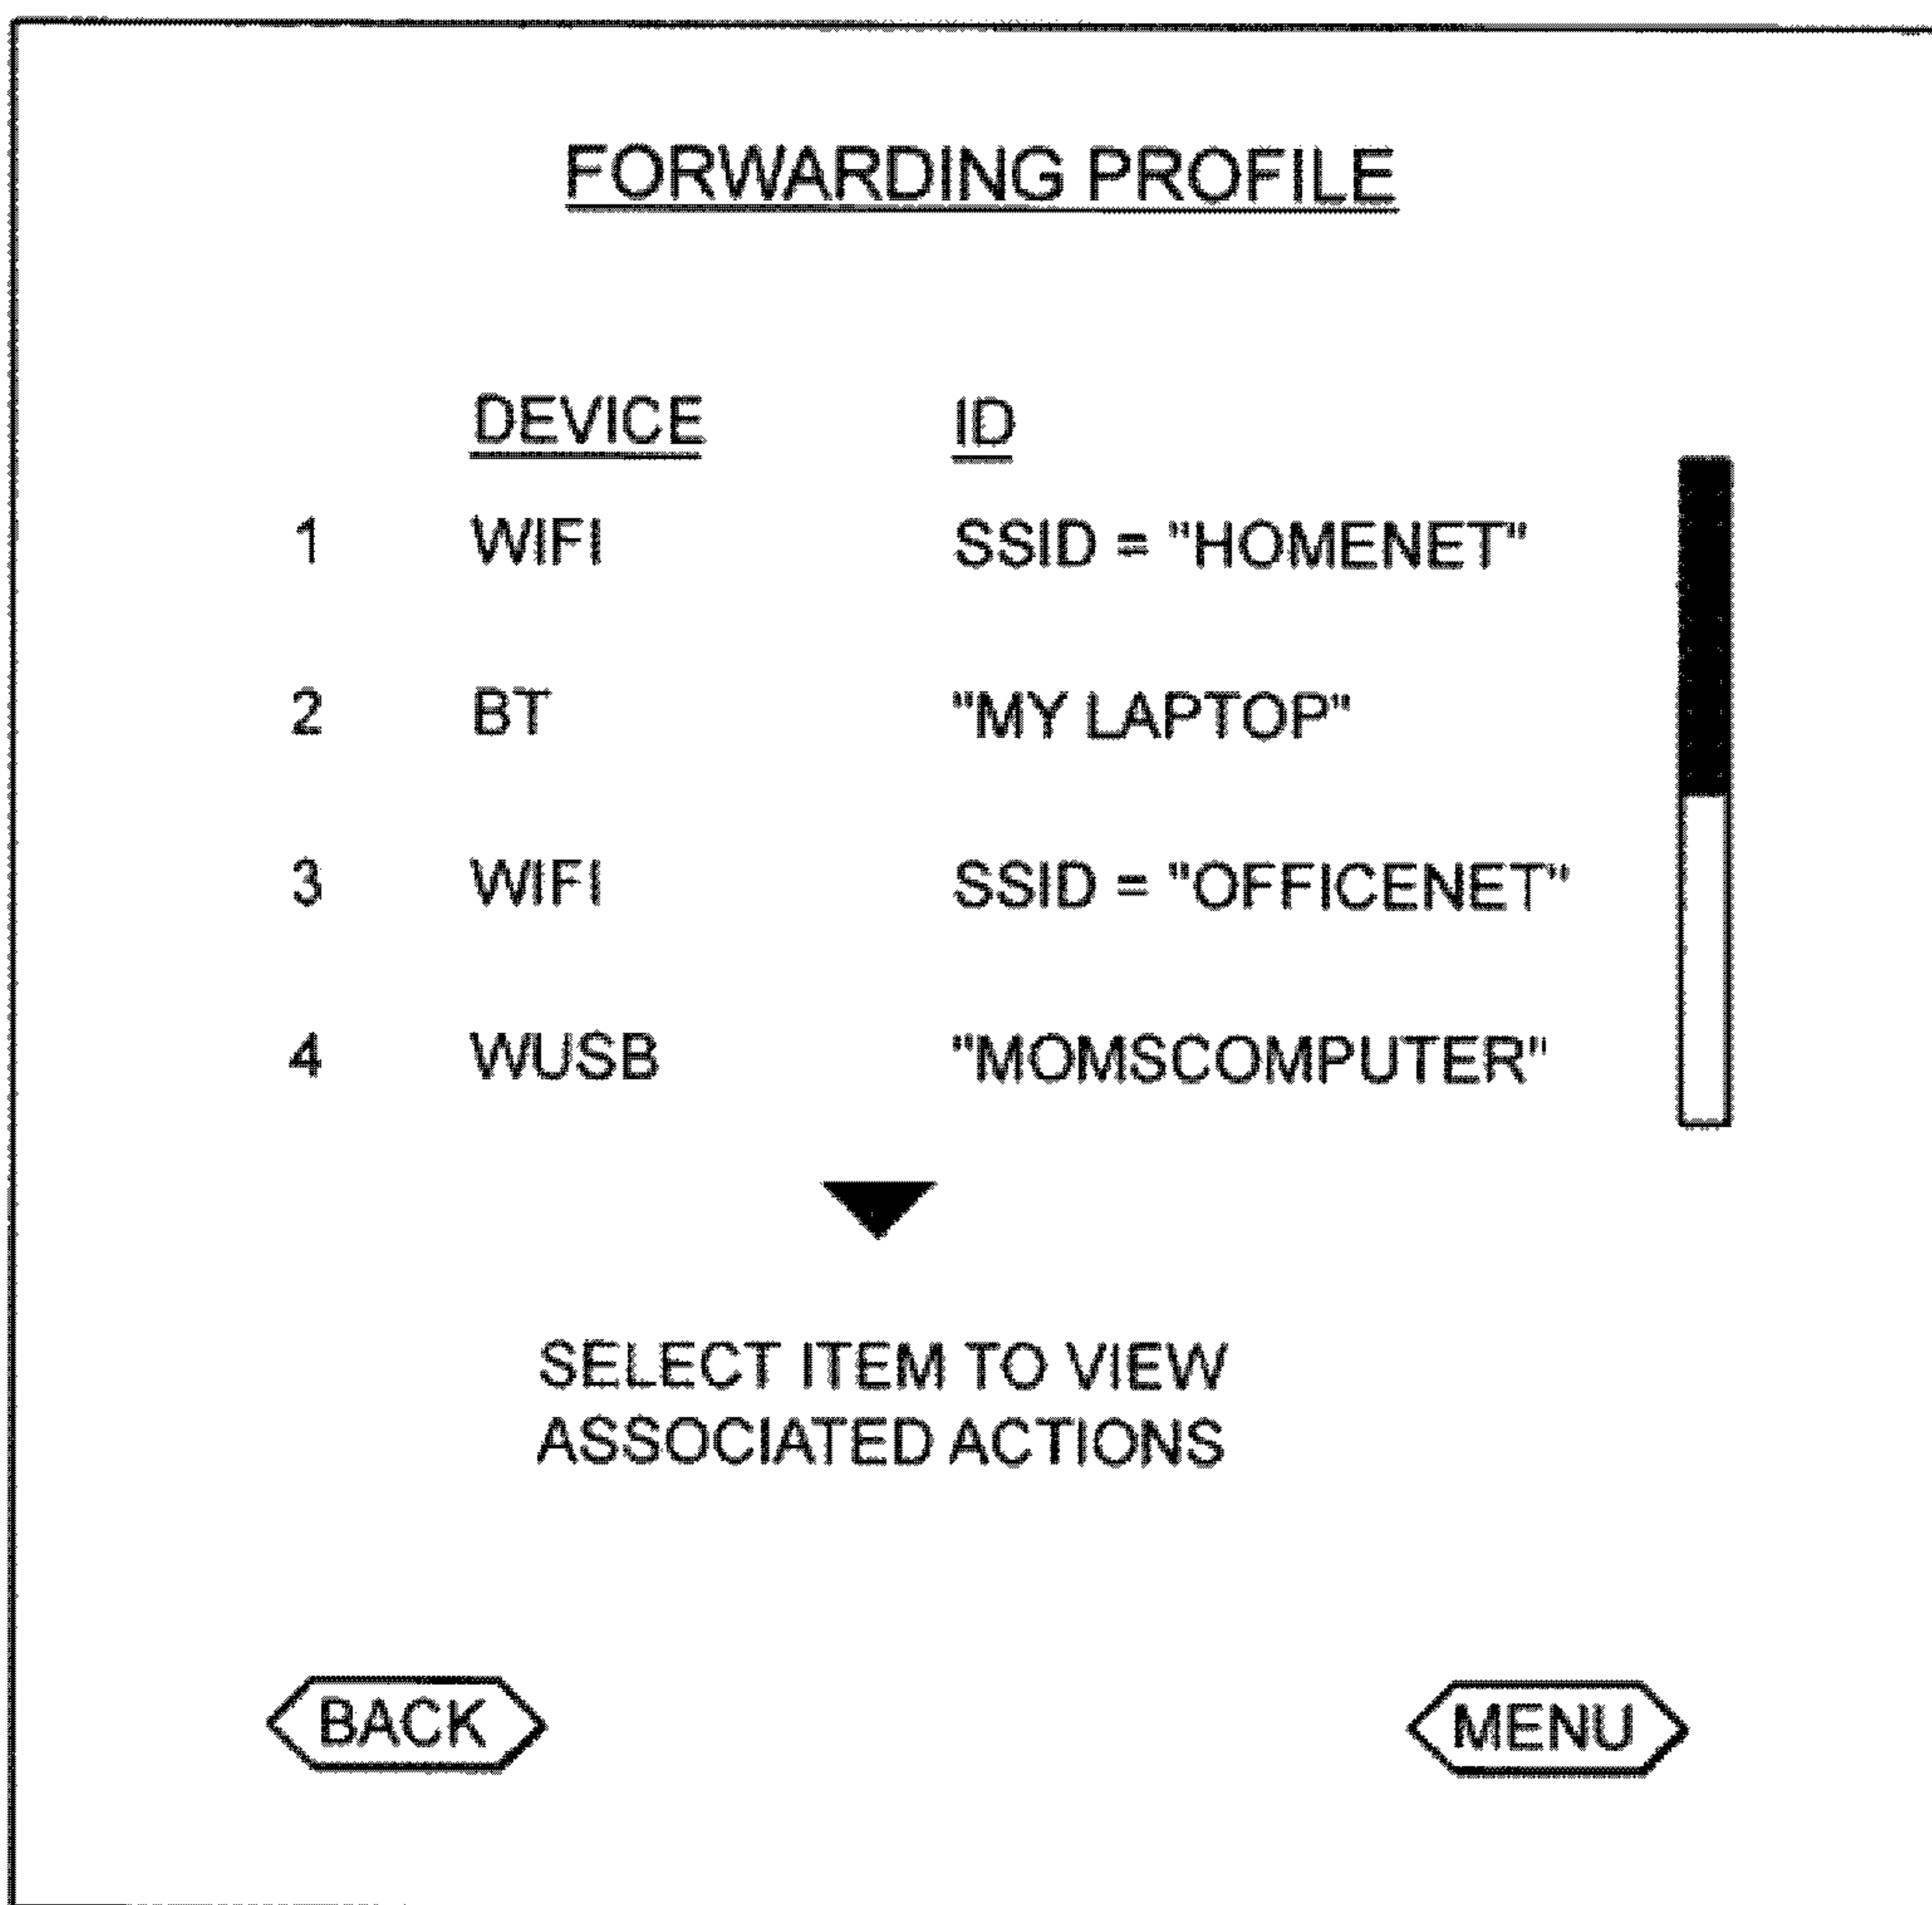 FORWARDING PROFILE
DEVICE ID
1 WIFI SSID = "HOMENET"
2 BT "MY LAPTOP"
3 WIFI SSID = "OFFICENET"
4 WUSB "MOMSCOMPUTER"
SELECT ITEM TO VIEW
ASSOCIATED ACTIONS
BACK MENU